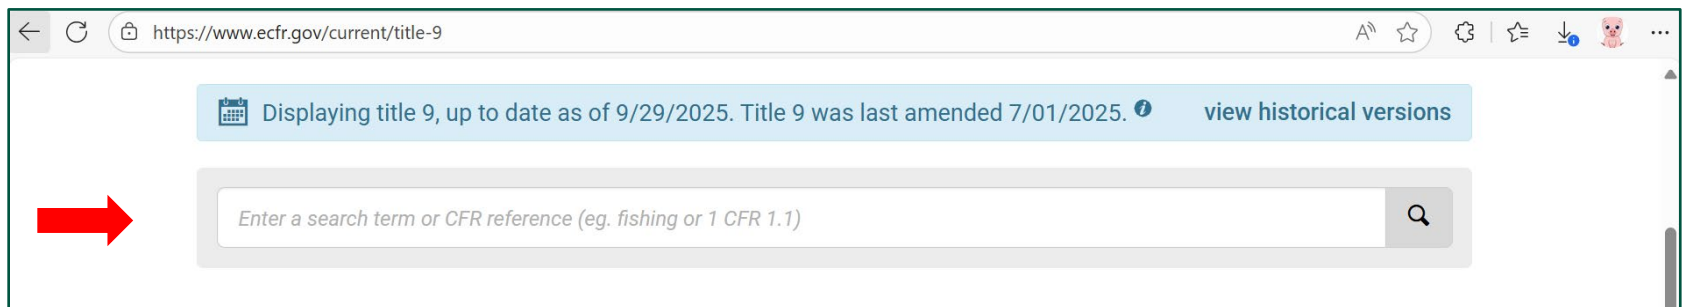 https://www.ecfr.gov/current/title-9
Displaying title 9, up to date as of 9/29/2025. Title 9 was last amended 7/01/2025. view historical versions
Enter a search term or CFR reference (eg. fishing or 1 CFR 1.1)